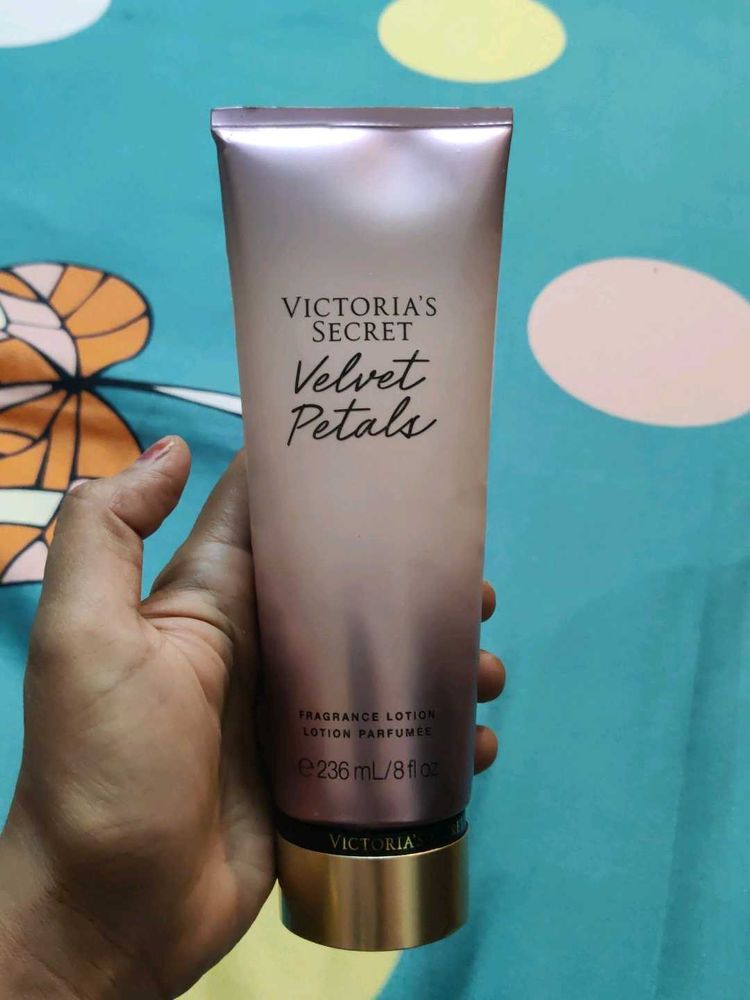 VICTORIA'S
SECRET
Velvet
Petals
FRAGRANCE LOTION
LOTION PARFUMÉE
℮236 mL/8 fl oz
VICTORIA'S